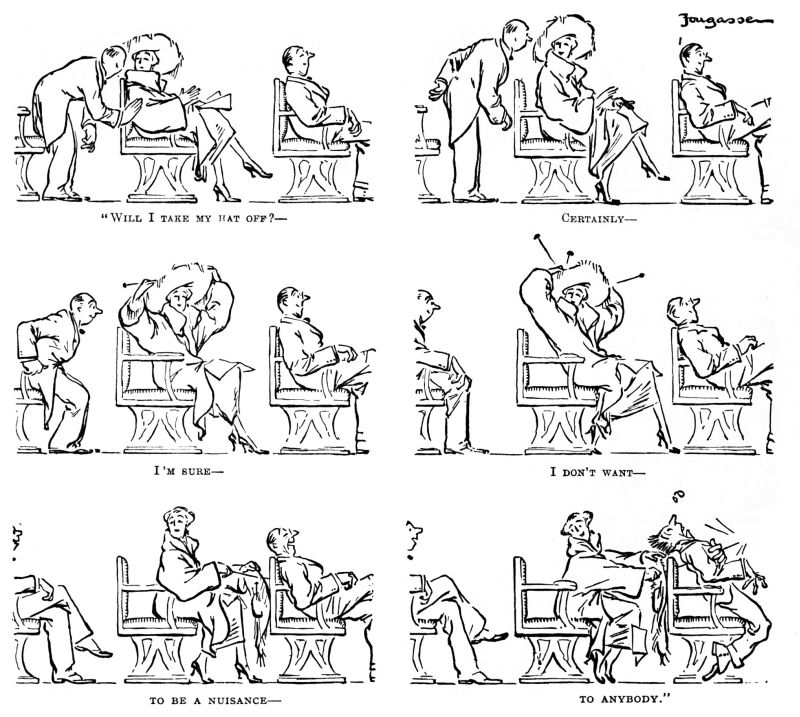 Fougasse
"WILL I TAKE MY HAT OFF?—
CERTAINLY—
I'M SURE—
I DON'T WANT—
TO BE A NUISANCE—
TO ANYBODY."